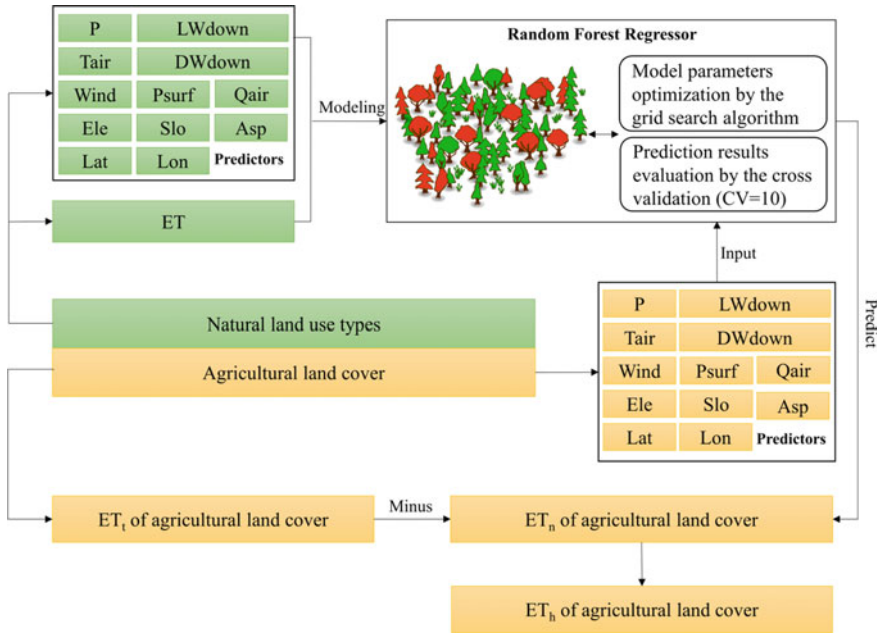 P LWdown
Tair DWdown
Wind Psurf Qair
Ele Slo Asp
Lat Lon Predictors
ET
Modeling
Random Forest Regressor
Model parameters
optimization by the
grid search algorithm
Prediction results
evaluation by the cross
validation (CV=10)
Input
Predict
Natural land use types
Agricultural land cover
P LWdown
Tair DWdown
Wind Psurf Qair
Ele Slo Asp
Lat Lon Predictors
ETt of agricultural land cover
Minus
ETn of agricultural land cover
ETh of agricultural land cover